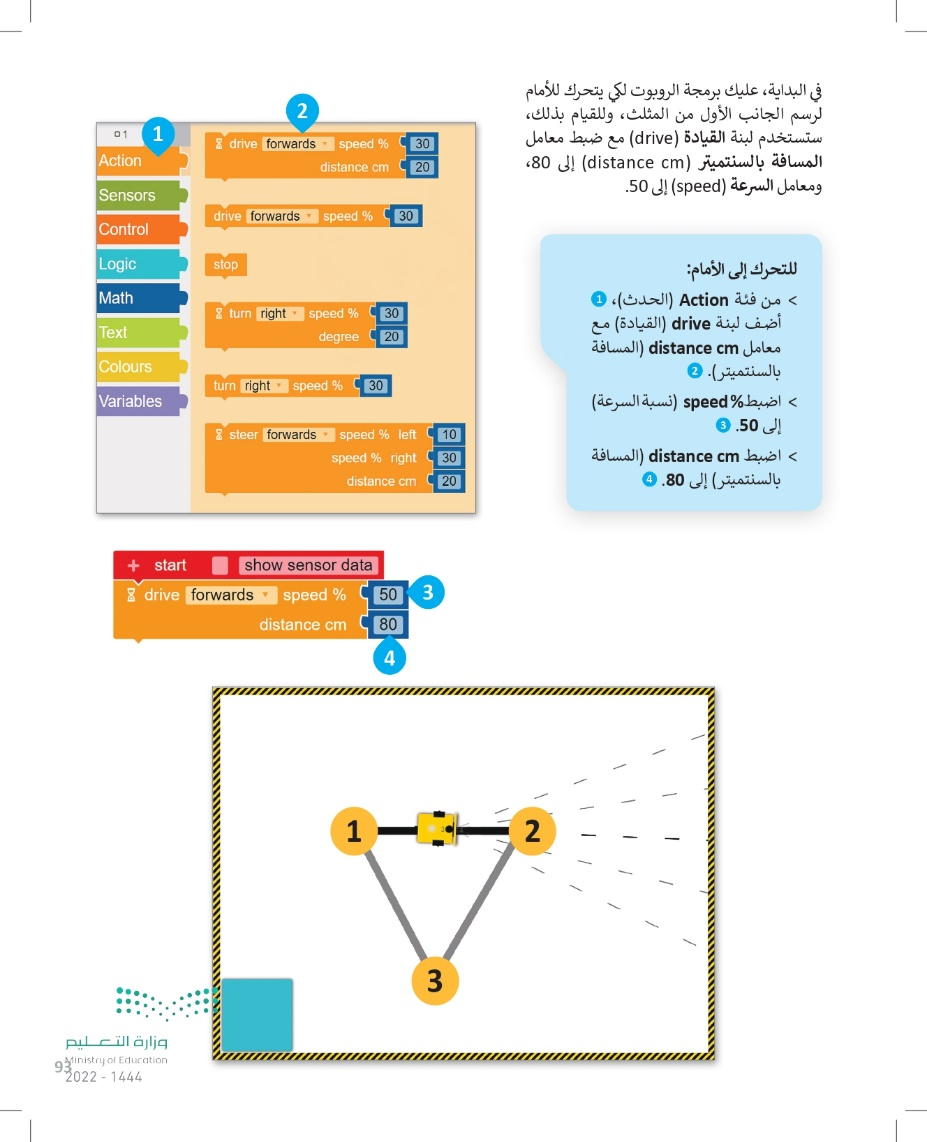 في البداية، عليك برمجة الروبوت لكي يتحرك للأمام
لرسم الجانب الأول من المثلث، وللقيام بذلك،
ستستخدم لبنة القيادة (drive) مع ضبط معامل
المسافة بالسنتميتر (distance cm) إلى 80،
ومعامل السرعة (speed) إلى 50.
للتحرك إلى الأمام:
> من فئة Action (الحدث)، 1
أضف لبنة drive (القيادة) مع
معامل distance cm (المسافة
بالسنتميتر). 2
> اضبط speed% (نسبة السرعة)
إلى 50. 3
> اضبط distance cm (المسافة
بالسنتميتر) إلى 80. 4
1
1
2
Action
Sensors
Control
Logic
Math
Text
Colours
Variables
drive forwards speed % 30
distance cm 20
drive forwards speed % 30
stop
turn right speed % 30
degree 20
turn right speed % 30
steer forwards speed % left 10
speed % right 30
distance cm 20
+ start show sensor data
drive forwards speed % 50 3
distance cm 80
4
1 2
3
وزارة التعليم
Ministry of Education
93
2022 - 1444